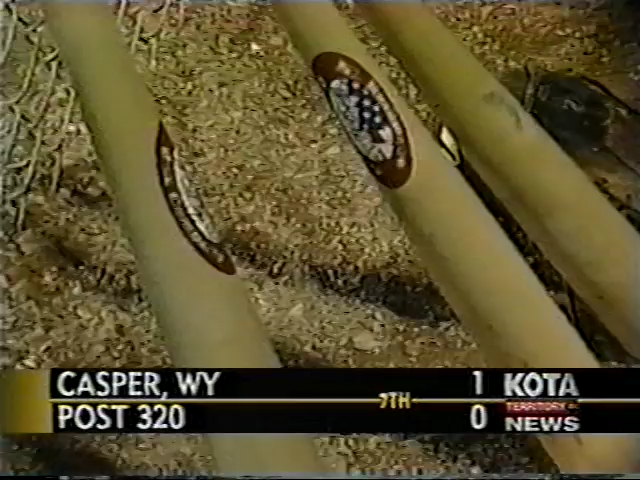 CASPER, WY 1
7TH
POST 320 0
KOTA
TERRITORY
NEWS